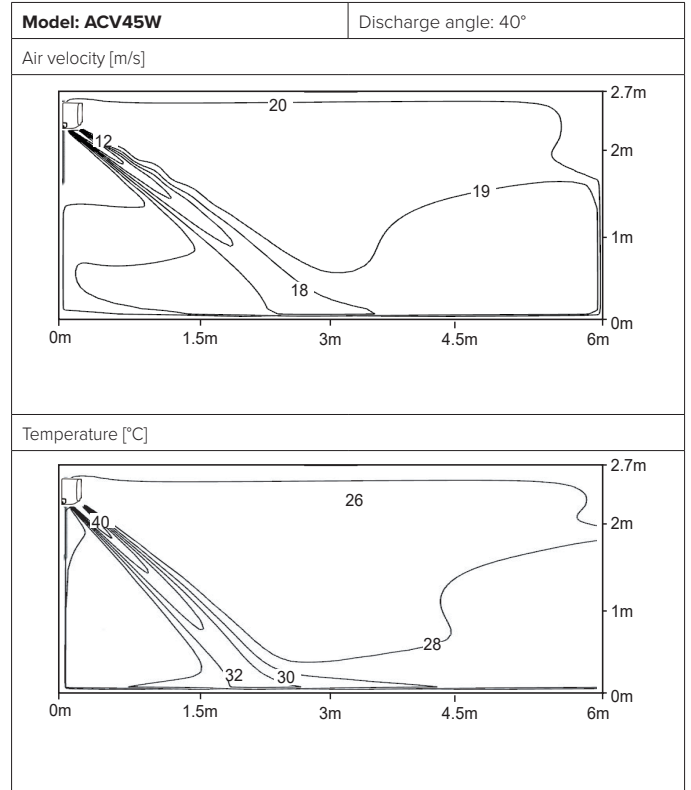 Model: ACV45W Discharge angle: 40°
Air velocity [m/s]
2.7m
20
12
2m
19
1m
18
0m
0m 1.5m 3m 4.5m 6m
Temperature [°C]
2.7m
26
40
2m
1m
28
32 30
0m
0m 1.5m 3m 4.5m 6m